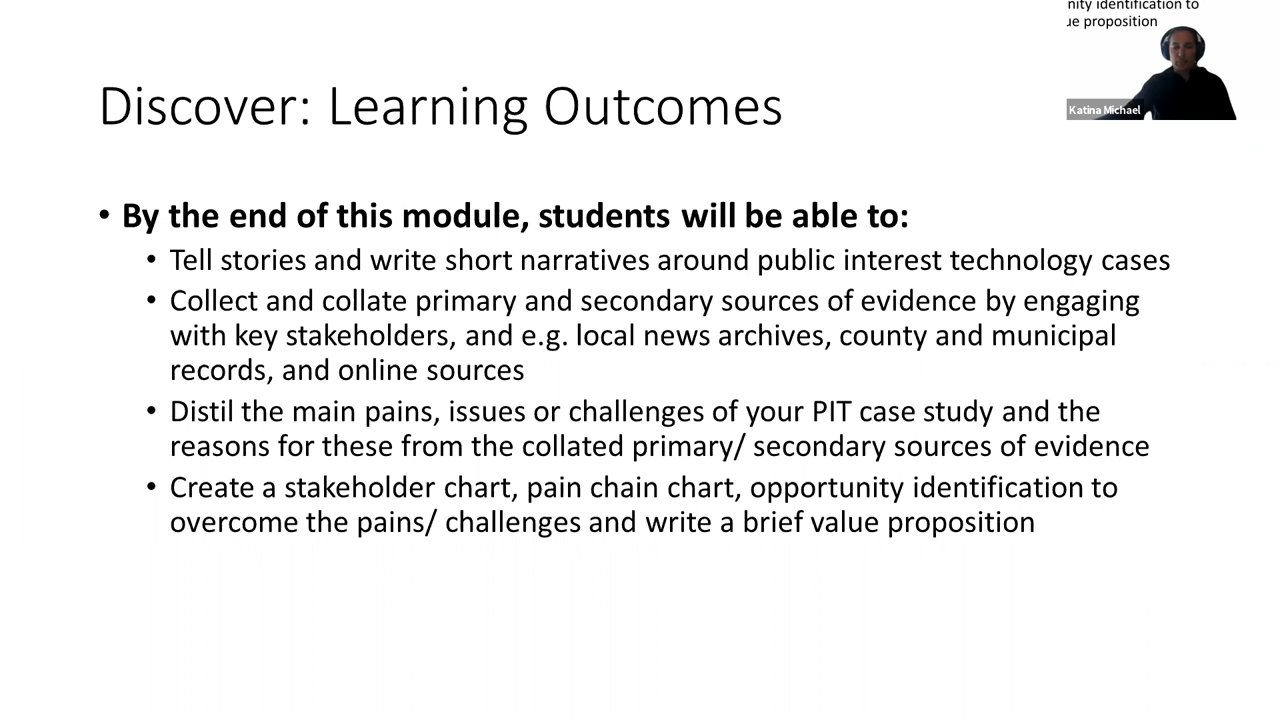 nity identification to
ue proposition
Katina Michael
Discover: Learning Outcomes
• By the end of this module, students will be able to:
• Tell stories and write short narratives around public interest technology cases
• Collect and collate primary and secondary sources of evidence by engaging
with key stakeholders, and e.g. local news archives, county and municipal
records, and online sources
• Distil the main pains, issues or challenges of your PIT case study and the
reasons for these from the collated primary/ secondary sources of evidence
• Create a stakeholder chart, pain chain chart, opportunity identification to
overcome the pains/ challenges and write a brief value proposition